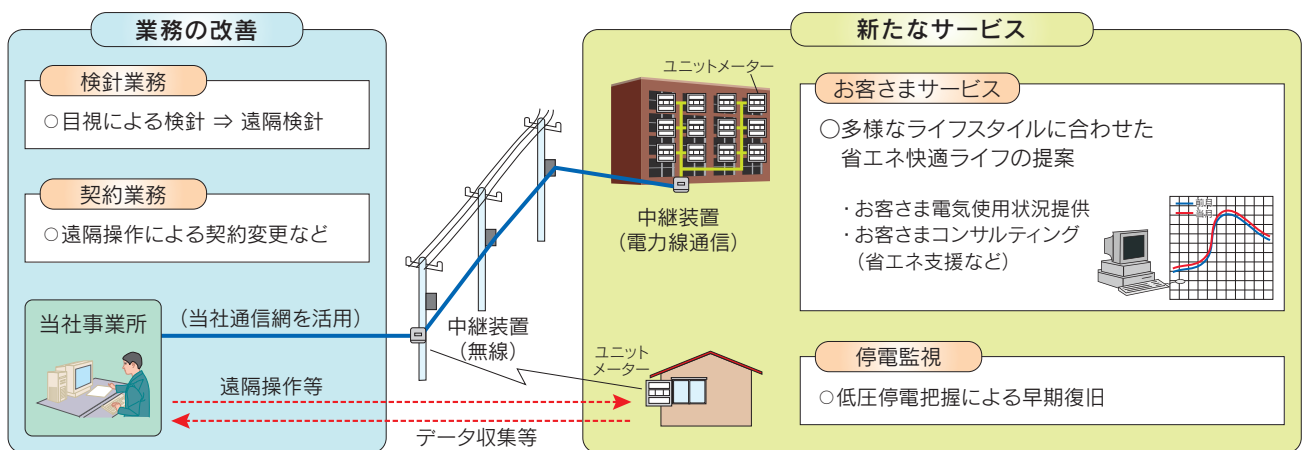 業務の改善
検針業務
○目視による検針 ⇒ 遠隔検針
契約業務
○遠隔操作による契約変更など
当社事業所
（当社通信網を活用）
遠隔操作等
データ収集等
中継装置
（無線）
新たなサービス
ユニットメーター
中継装置
（電力線通信）
ユニット
メーター
お客さまサービス
○多様なライフスタイルに合わせた
省エネ快適ライフの提案
・お客さま電気使用状況提供
・お客さまコンサルティング
（省エネ支援など）
前月
当月
停電監視
○低圧停電把握による早期復旧